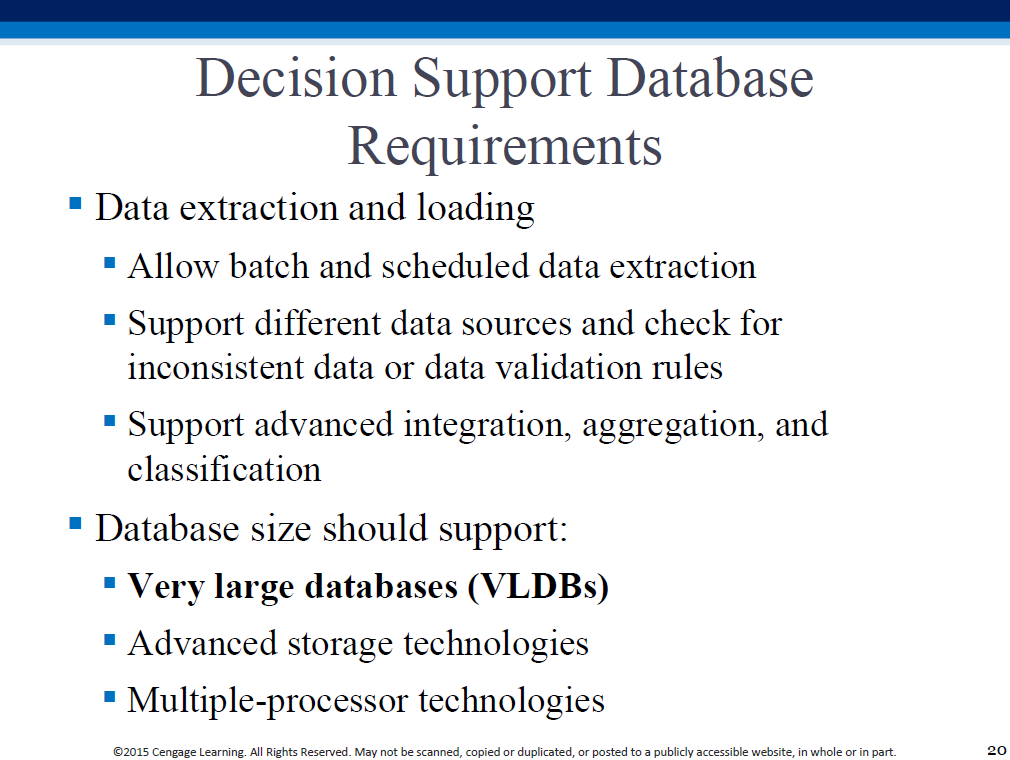 Decision Support Database
Requirements
▪ Data extraction and loading
▪ Allow batch and scheduled data extraction
▪ Support different data sources and check for
inconsistent data or data validation rules
▪ Support advanced integration, aggregation, and
classification
▪ Database size should support:
▪ Very large databases (VLDBs)
▪ Advanced storage technologies
▪ Multiple-processor technologies
©2015 Cengage Learning. All Rights Reserved. May not be scanned, copied or duplicated, or posted to a publicly accessible website, in whole or in part.
20